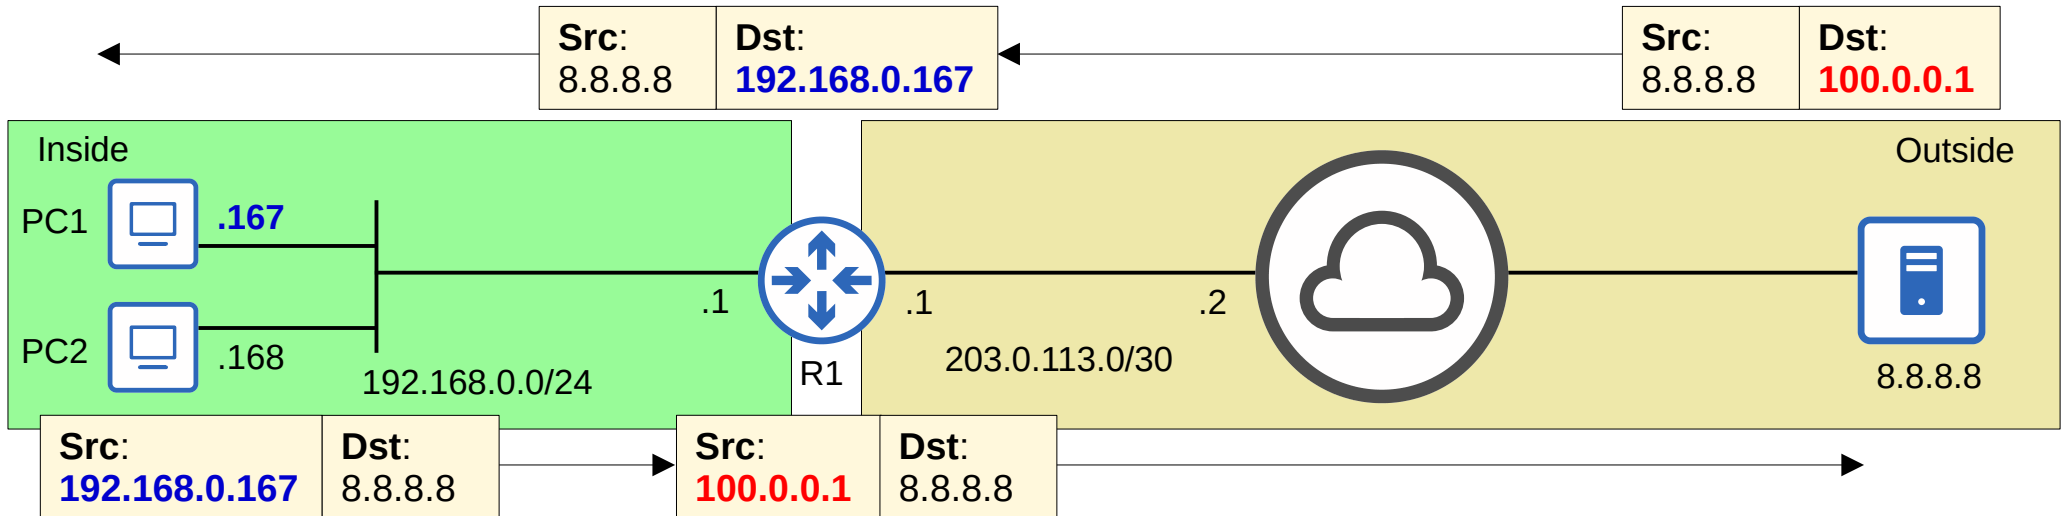 Src: Dst:
8.8.8.8 192.168.0.167
Src: Dst:
8.8.8.8 100.0.0.1
Inside
Outside
PC1
.167
PC2
.168
192.168.0.0/24
.1
R1
.1
.2
203.0.113.0/30
8.8.8.8
Src: Dst:
192.168.0.167 8.8.8.8
Src: Dst:
100.0.0.1 8.8.8.8